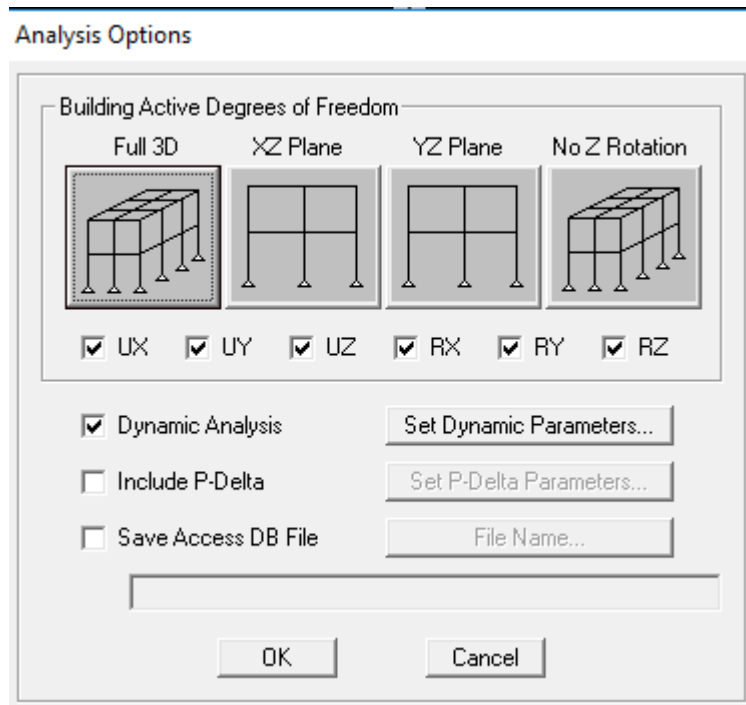 Analysis Options
Building Active Degrees of Freedom
Full 3D XZ Plane YZ Plane No Z Rotation
UX UY UZ RX RY RZ
Dynamic Analysis Set Dynamic Parameters...
Include P-Delta Set P-Delta Parameters...
Save Access DB File File Name...
OK Cancel